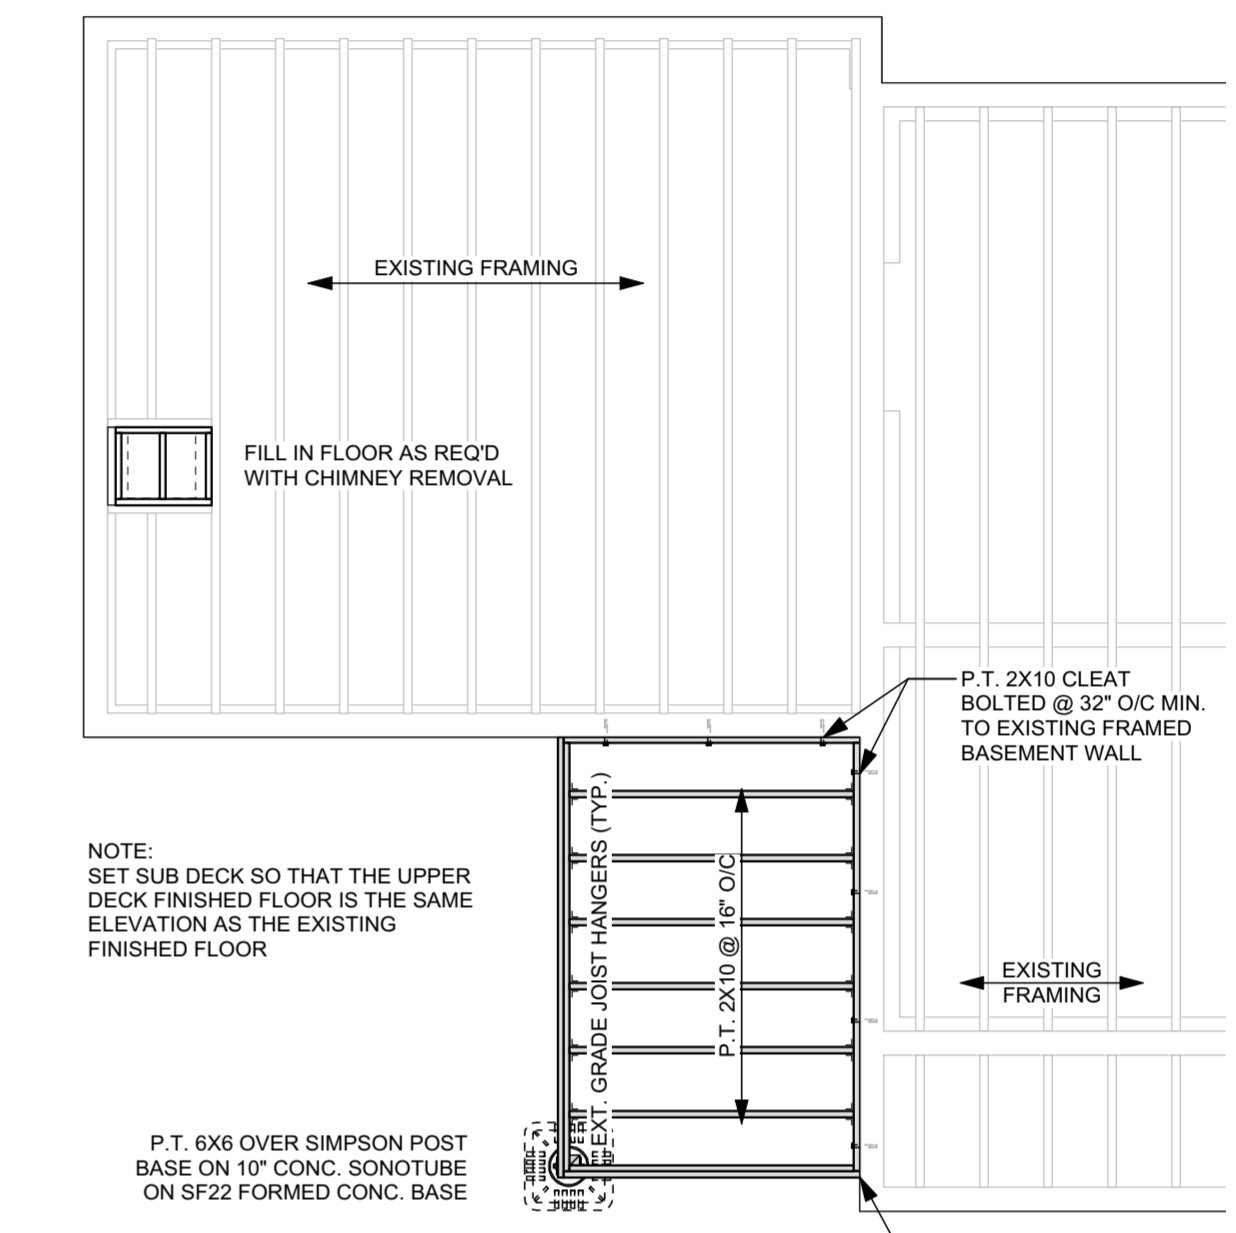 EXISTING FRAMING
FILL IN FLOOR AS REQ'D
WITH CHIMNEY REMOVAL
P.T. 2X10 CLEAT
BOLTED @ 32" O/C MIN.
TO EXISTING FRAMED
BASEMENT WALL
NOTE:
SET SUB DECK SO THAT THE UPPER
DECK FINISHED FLOOR IS THE SAME
ELEVATION AS THE EXISTING
FINISHED FLOOR
EXT. GRADE JOIST HANGERS (TYP.)
P.T. 2X10 @ 16" O/C
EXISTING
FRAMING
P.T. 6X6 OVER SIMPSON POST
BASE ON 10" CONC. SONOTUBE
ON SF22 FORMED CONC. BASE